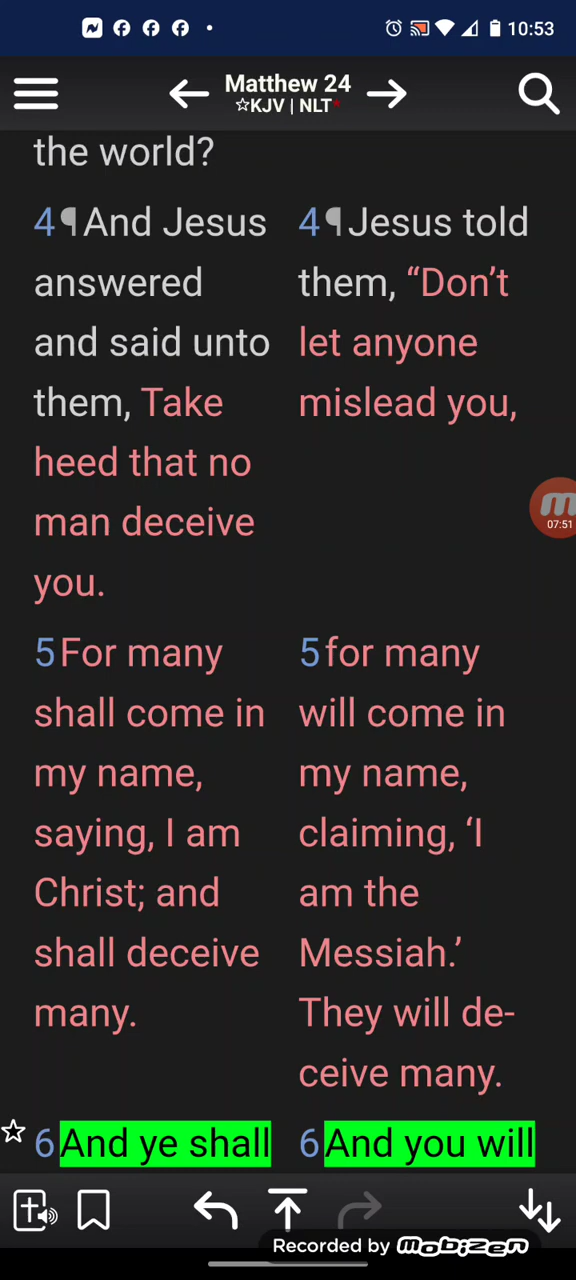 10:53
Matthew 24
☆KJV | NLT*
the world?
4¶And Jesus
answered
and said unto
them, Take
heed that no
man deceive
you.
5For many
shall come in
my name,
saying, I am
Christ; and
shall deceive
many.
6And ye shall
4¶Jesus told
them, “Don’t
let anyone
mislead you,
5for many
will come in
my name,
claiming, ‘I
am the
Messiah.’
They will de-
ceive many.
6And you will
07:51
Recorded by mobizen